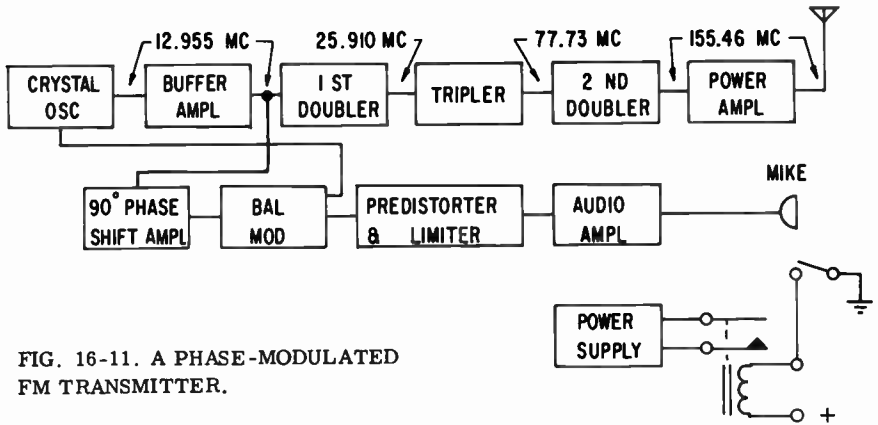 12.955 MC
25.910 MC
77.73 MC
155.46 MC
CRYSTAL
OSC
BUFFER
AMPL
1 ST
DOUBLER
TRIPLER
2 ND
DOUBLER
POWER
AMPL
90° PHASE
SHIFT AMPL
BAL
MOD
PREDISTORTER
& LIMITER
AUDIO
AMPL
MIKE
POWER
SUPPLY
+
FIG. 16-11. A PHASE-MODULATED
FM TRANSMITTER.